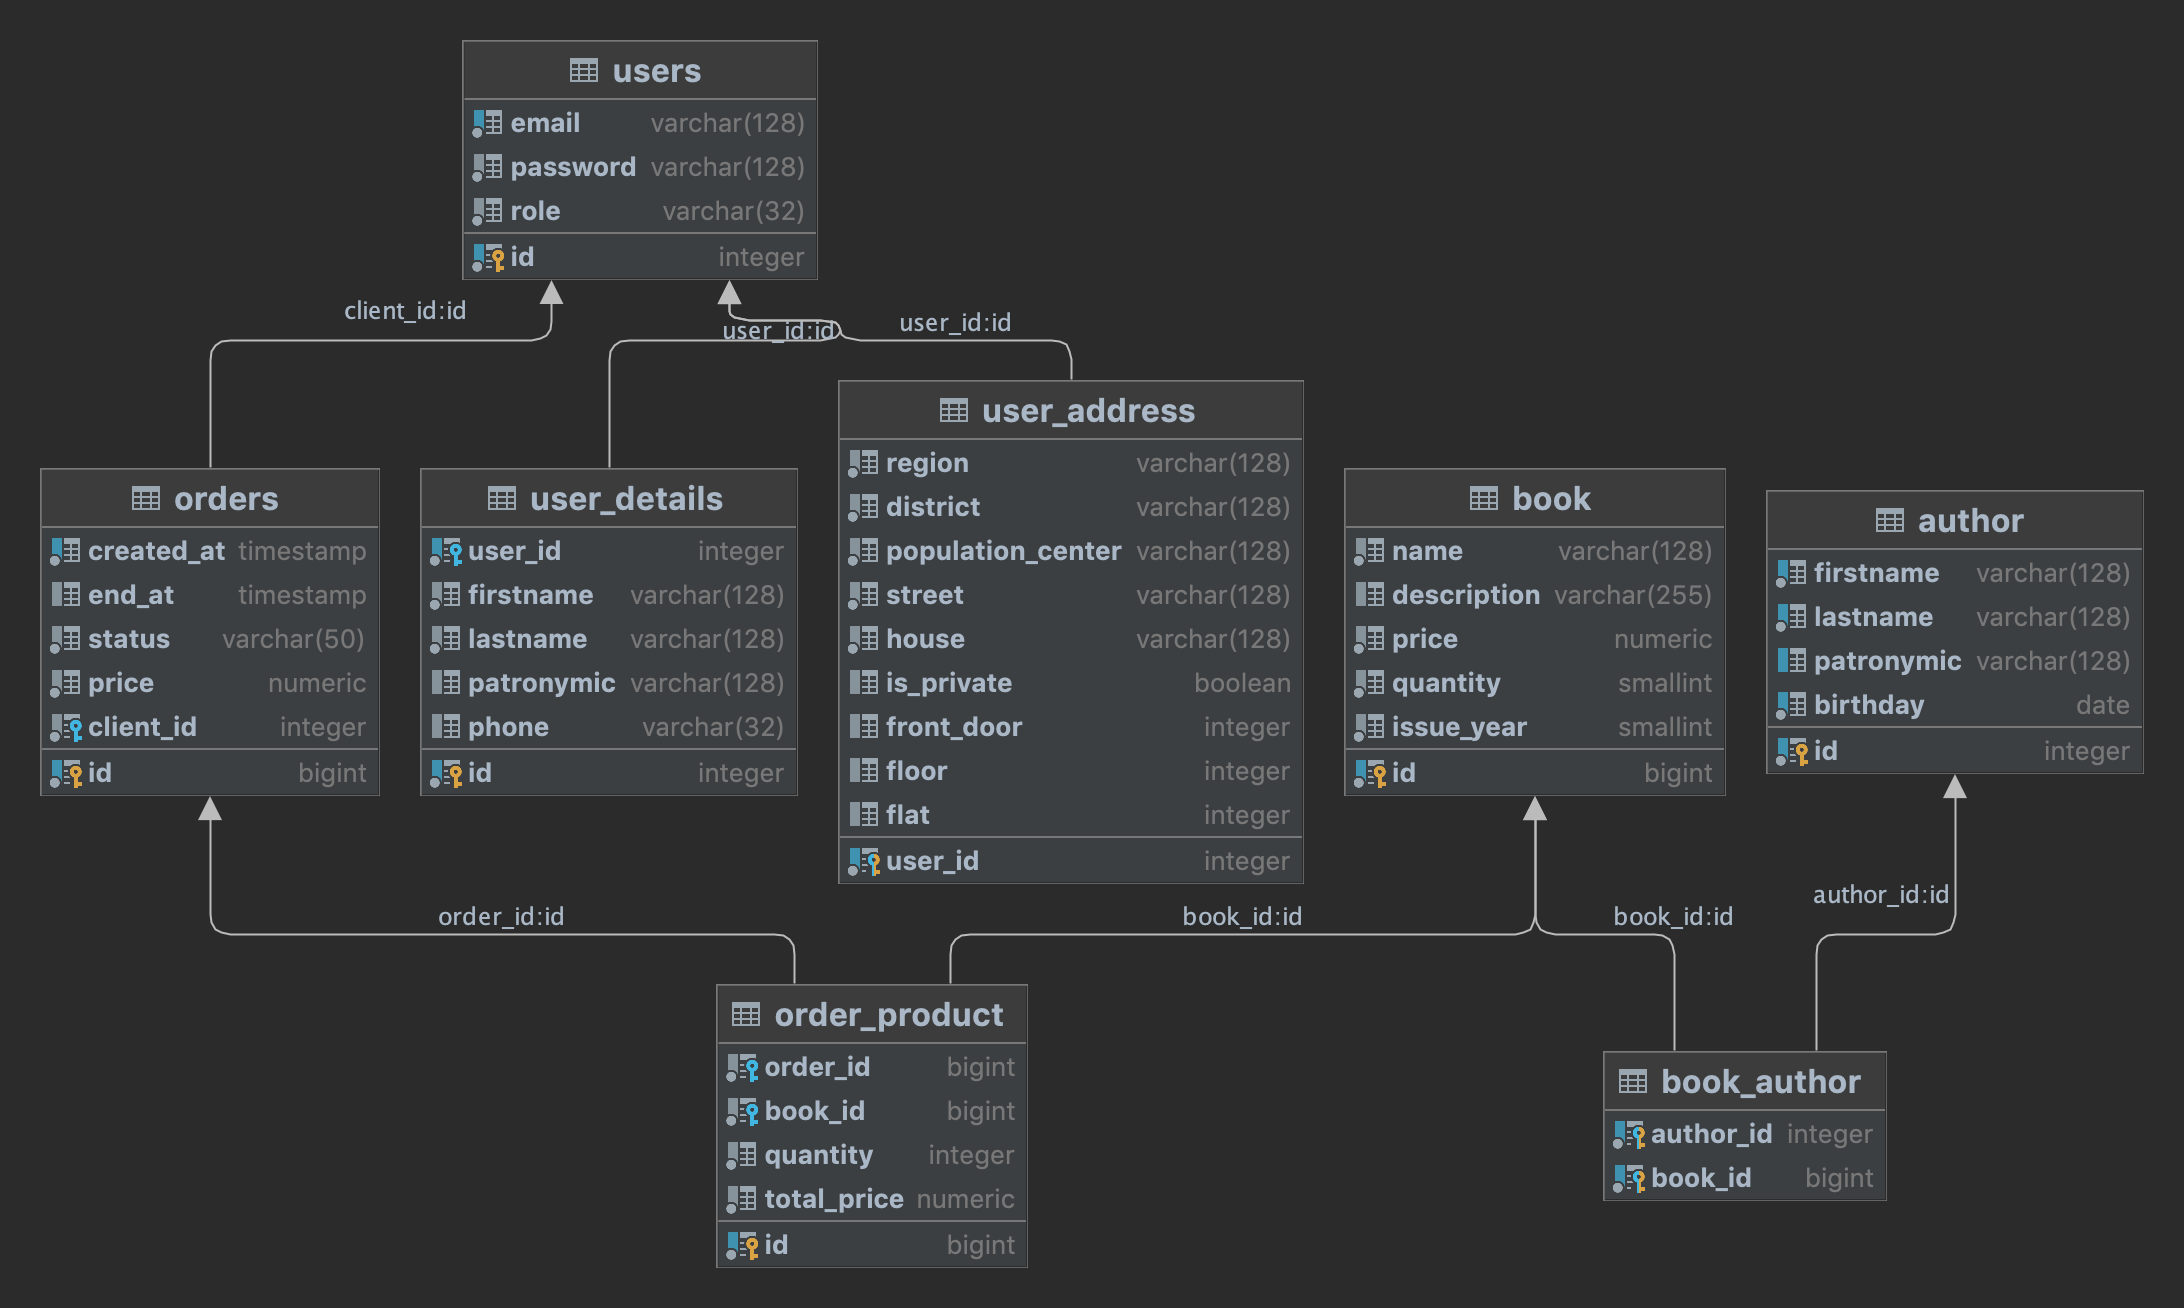 users
email varchar(128)
password varchar(128)
role varchar(32)
id integer
client_id:id
user_id:id
user_id:id
orders
created_at timestamp
end_at timestamp
status varchar(50)
price numeric
client_id integer
id bigint
user_details
user_id integer
firstname varchar(128)
lastname varchar(128)
patronymic varchar(128)
phone varchar(32)
id integer
user_address
region varchar(128)
district varchar(128)
population_center varchar(128)
street varchar(128)
house varchar(128)
is_private boolean
front_door integer
floor integer
flat integer
user_id integer
book
name varchar(128)
description varchar(255)
price numeric
quantity smallint
issue_year smallint
id bigint
author
firstname varchar(128)
lastname varchar(128)
patronymic varchar(128)
birthday date
id integer
order_id:id
book_id:id
book_id:id
author_id:id
order_product
order_id bigint
book_id bigint
quantity integer
total_price numeric
id bigint
book_author
author_id integer
book_id bigint